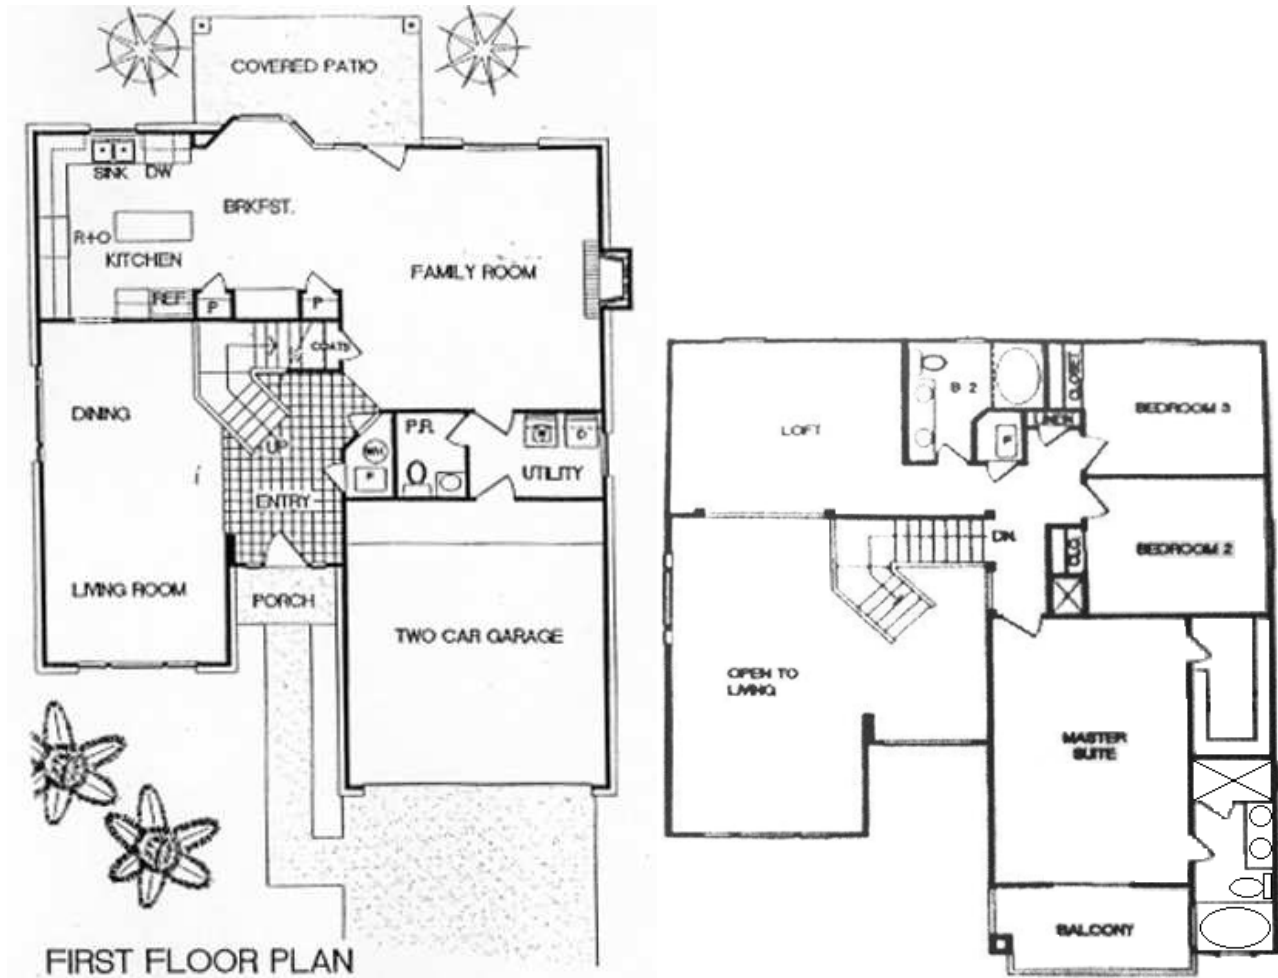 COVERED PATIO
SINK DW
BRKFST.
R+O
KITCHEN
FAMILY ROOM
REF.
P
P
COATS
DINING
UP
P.R.
WH
F
D
UTILITY
ENTRY
LIVING ROOM
PORCH
TWO CAR GARAGE
FIRST FLOOR PLAN
B 2
CLOSET
BEDROOM 3
LOFT
F
LINEN
DN.
CLO.
BEDROOM 2
OPEN TO
LIVING
MASTER
SUITE
BALCONY